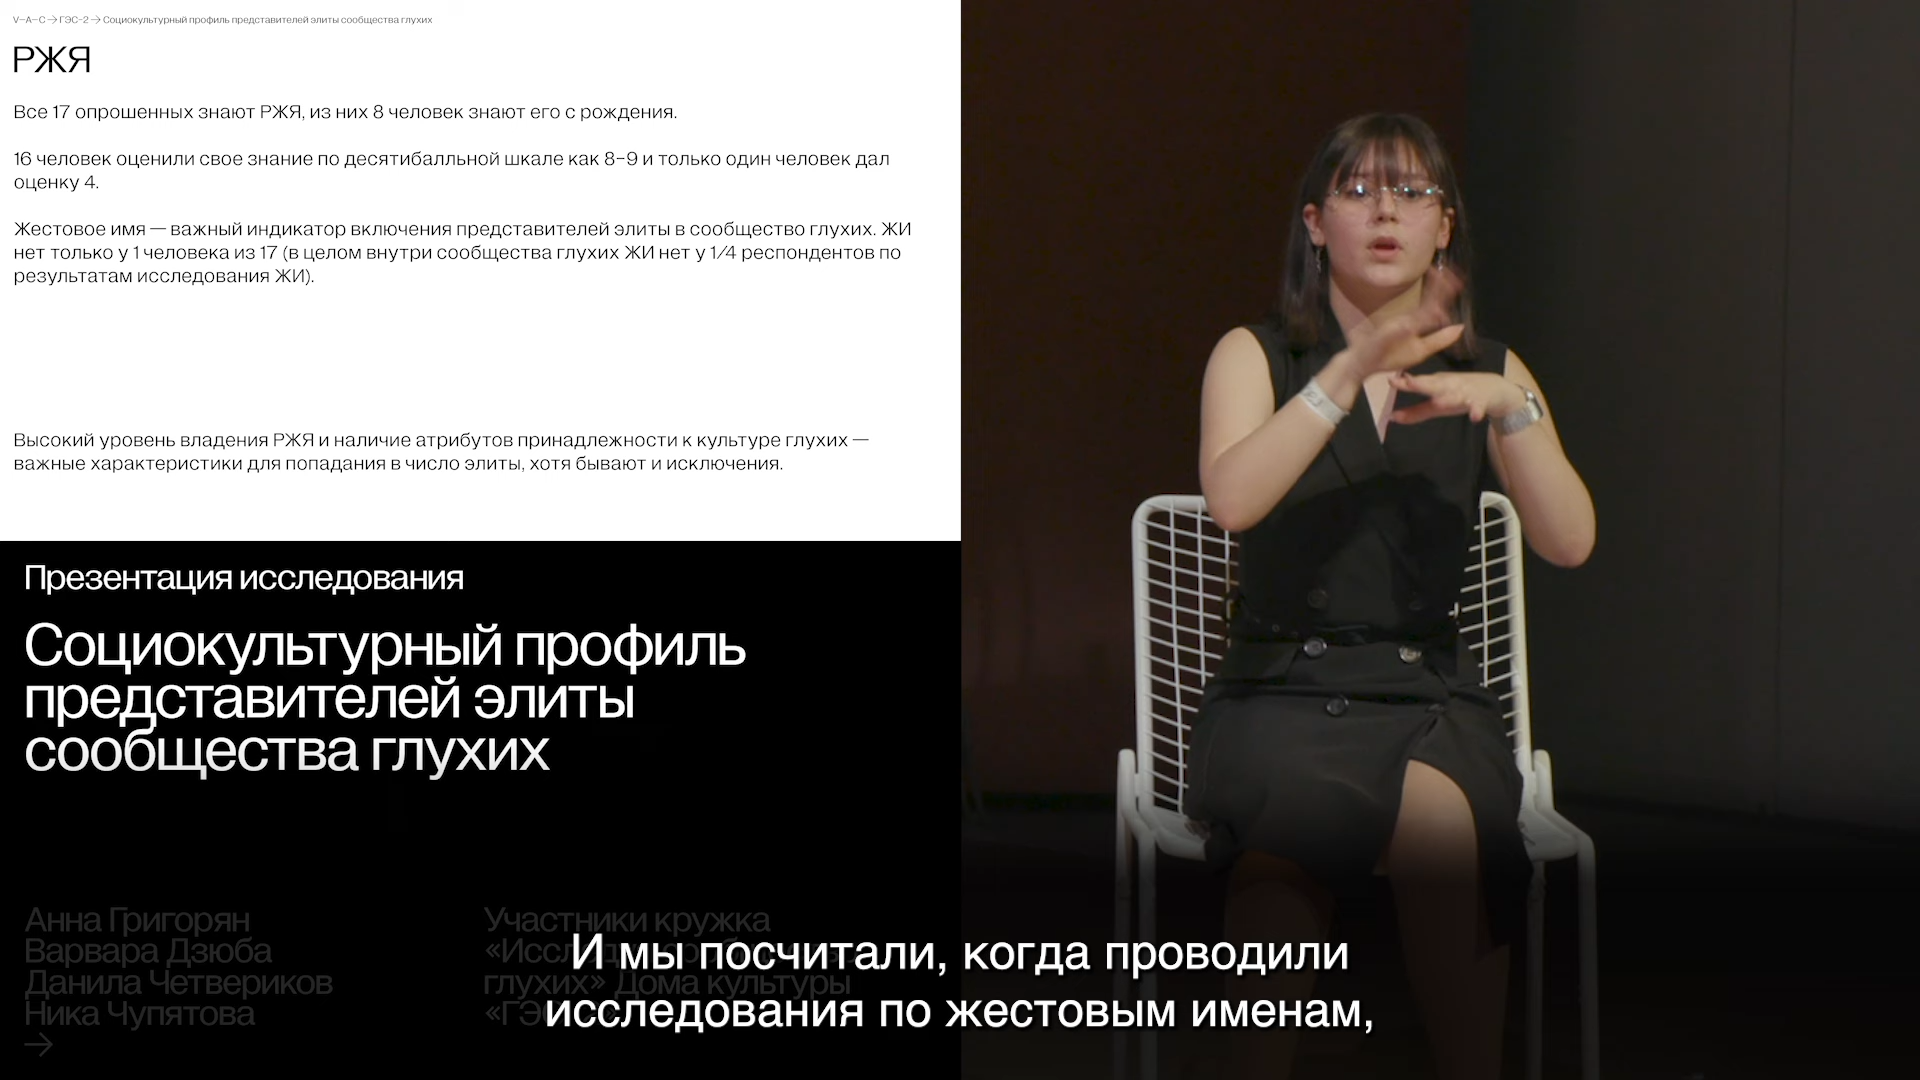 V–A–C → ГЭС-2 → Социокультурный профиль представителей элиты сообщества глухих
РЖЯ
Все 17 опрошенных знают РЖЯ, из них 8 человек знают его с рождения.
16 человек оценили свое знание по десятибалльной шкале как 8–9 и только один человек дал
оценку 4.
Жестовое имя — важный индикатор включения представителей элиты в сообщество глухих. ЖИ
нет только у 1 человека из 17 (в целом внутри сообщества глухих ЖИ нет у 1/4 респондентов по
результатам исследования ЖИ).
Высокий уровень владения РЖЯ и наличие атрибутов принадлежности к культуре глухих —
важные характеристики для попадания в число элиты, хотя бывают и исключения.
Презентация исследования
Социокультурный профиль
представителей элиты
сообщества глухих
Анна Григорян
Варвара Дзюба
Данила Четвериков
Ника Чупятова
→
Участники кружка
глухих» Дома культуры
И мы посчитали, когда проводили
исследования по жестовым именам,